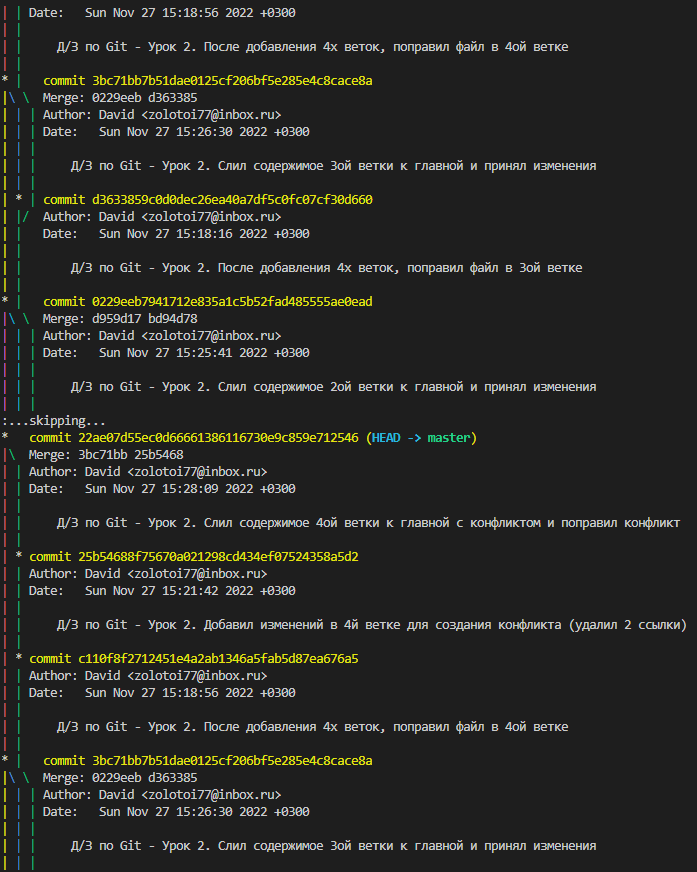 | | Date:   Sun Nov 27 15:18:56 2022 +0300
| |
| |     Д/З по Git - Урок 2. После добавления 4х веток, поправил файл в 4ой ветке
| |
* |   commit 3bc71bb7b51dae0125cf206bf5e285e4c8cace8a
|\ \  Merge: 0229eeb d363385
| | | Author: David <zolotoi77@inbox.ru>
| | | Date:   Sun Nov 27 15:26:30 2022 +0300
| | |
| | |     Д/З по Git - Урок 2. Слил содержимое 3ой ветки к главной и принял изменения
| | |
| * | commit d3633859c0d0dec26ea40a7df5c0fc07cf30d660
| |/  Author: David <zolotoi77@inbox.ru>
| |   Date:   Sun Nov 27 15:18:16 2022 +0300
| |
| |       Д/З по Git - Урок 2. После добавления 4х веток, поправил файл в 3ой ветке
| |
* |   commit 0229eeb7941712e835a1c5b52fad485555ae0ead
|\ \  Merge: d959d17 bd94d78
| | | Author: David <zolotoi77@inbox.ru>
| | | Date:   Sun Nov 27 15:25:41 2022 +0300
| | |
| | |     Д/З по Git - Урок 2. Слил содержимое 2ой ветки к главной и принял изменения
| | |
:...skipping...
*   commit 22ae07d55ec0d66661386116730e9c859e712546 (HEAD -> master)
|\  Merge: 3bc71bb 25b5468
| | Author: David <zolotoi77@inbox.ru>
| | Date:   Sun Nov 27 15:28:09 2022 +0300
| |
| |     Д/З по Git - Урок 2. Слил содержимое 4ой ветки к главной с конфликтом и поправил конфликт
| |
| * commit 25b54688f75670a021298cd434ef07524358a5d2
| | Author: David <zolotoi77@inbox.ru>
| | Date:   Sun Nov 27 15:21:42 2022 +0300
| |
| |     Д/З по Git - Урок 2. Добавил изменений в 4й ветке для создания конфликта (удалил 2 ссылки)
| |
| * commit c110f8f2712451e4a2ab1346a5fab5d87ea676a5
| | Author: David <zolotoi77@inbox.ru>
| | Date:   Sun Nov 27 15:18:56 2022 +0300
| |
| |     Д/З по Git - Урок 2. После добавления 4х веток, поправил файл в 4ой ветке
| |
* |   commit 3bc71bb7b51dae0125cf206bf5e285e4c8cace8a
|\ \  Merge: 0229eeb d363385
| | | Author: David <zolotoi77@inbox.ru>
| | | Date:   Sun Nov 27 15:26:30 2022 +0300
| | |
| | |     Д/З по Git - Урок 2. Слил содержимое 3ой ветки к главной и принял изменения
| | |